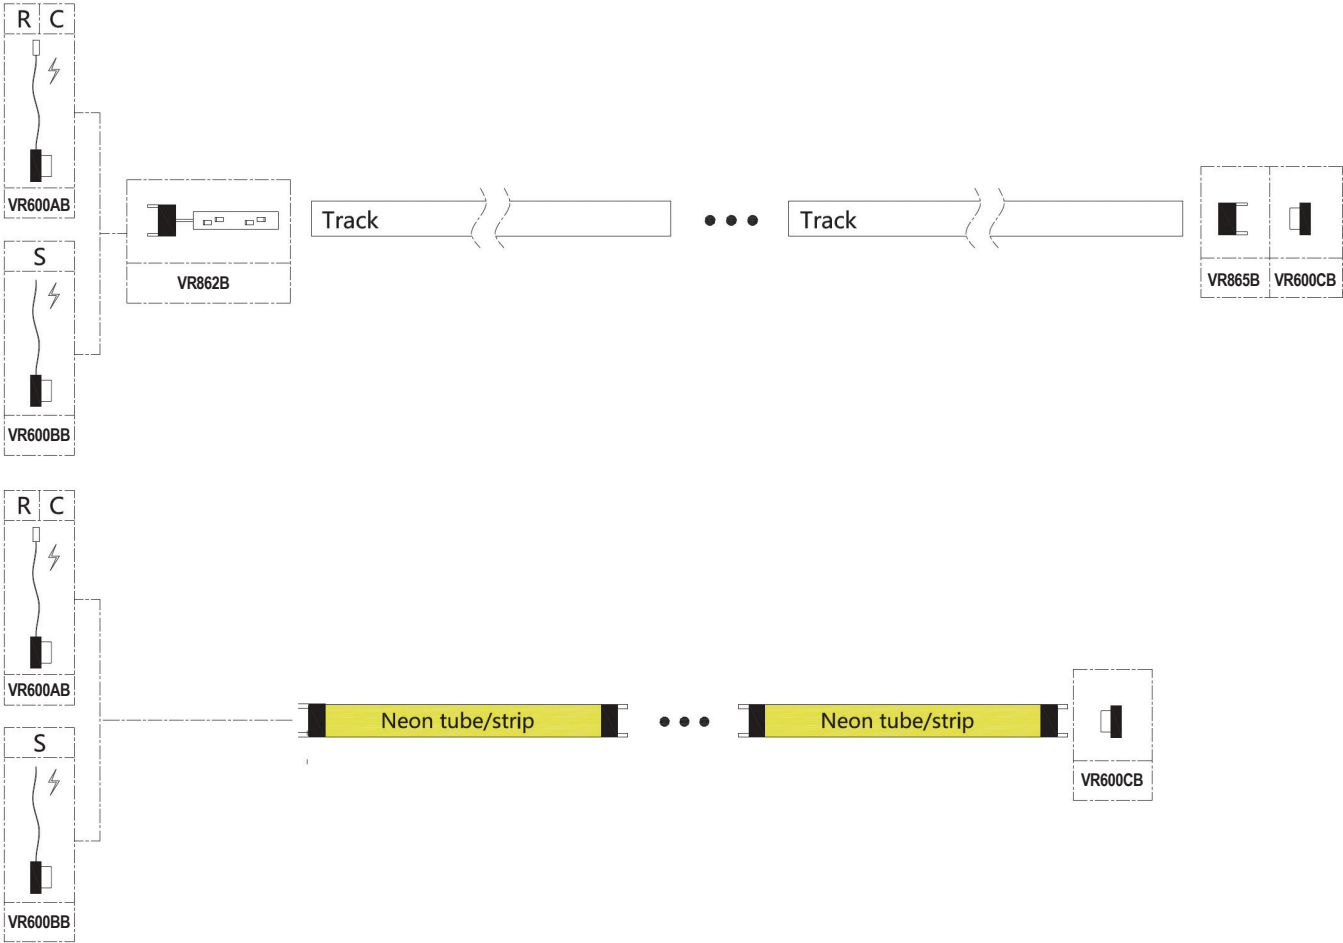 R C
VR600AB
S
VR600BB
VR862B
Track
Track
VR865B VR600CB
R C
VR600AB
S
VR600BB
Neon tube/strip
Neon tube/strip
VR600CB